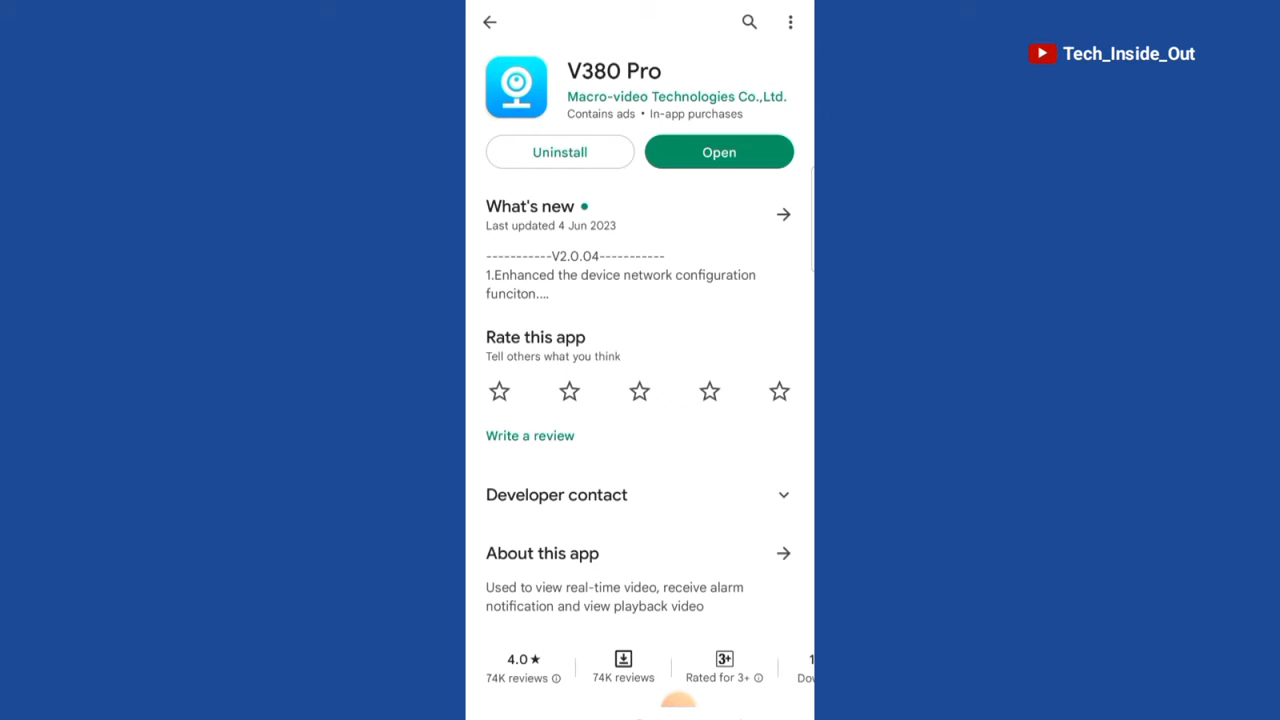 Tech_Inside_Out
V380 Pro
Macro-video Technologies Co.,Ltd.
Contains ads • In-app purchases
Uninstall
Open
What's new
Last updated 4 Jun 2023
-----------V2.0.04-----------
1.Enhanced the device network configuration
funciton....
Rate this app
Tell others what you think
Write a review
Developer contact
About this app
Used to view real-time video, receive alarm
notification and view playback video
4.0★
74K reviews
74K reviews
3+
Rated for 3+
1
Dov